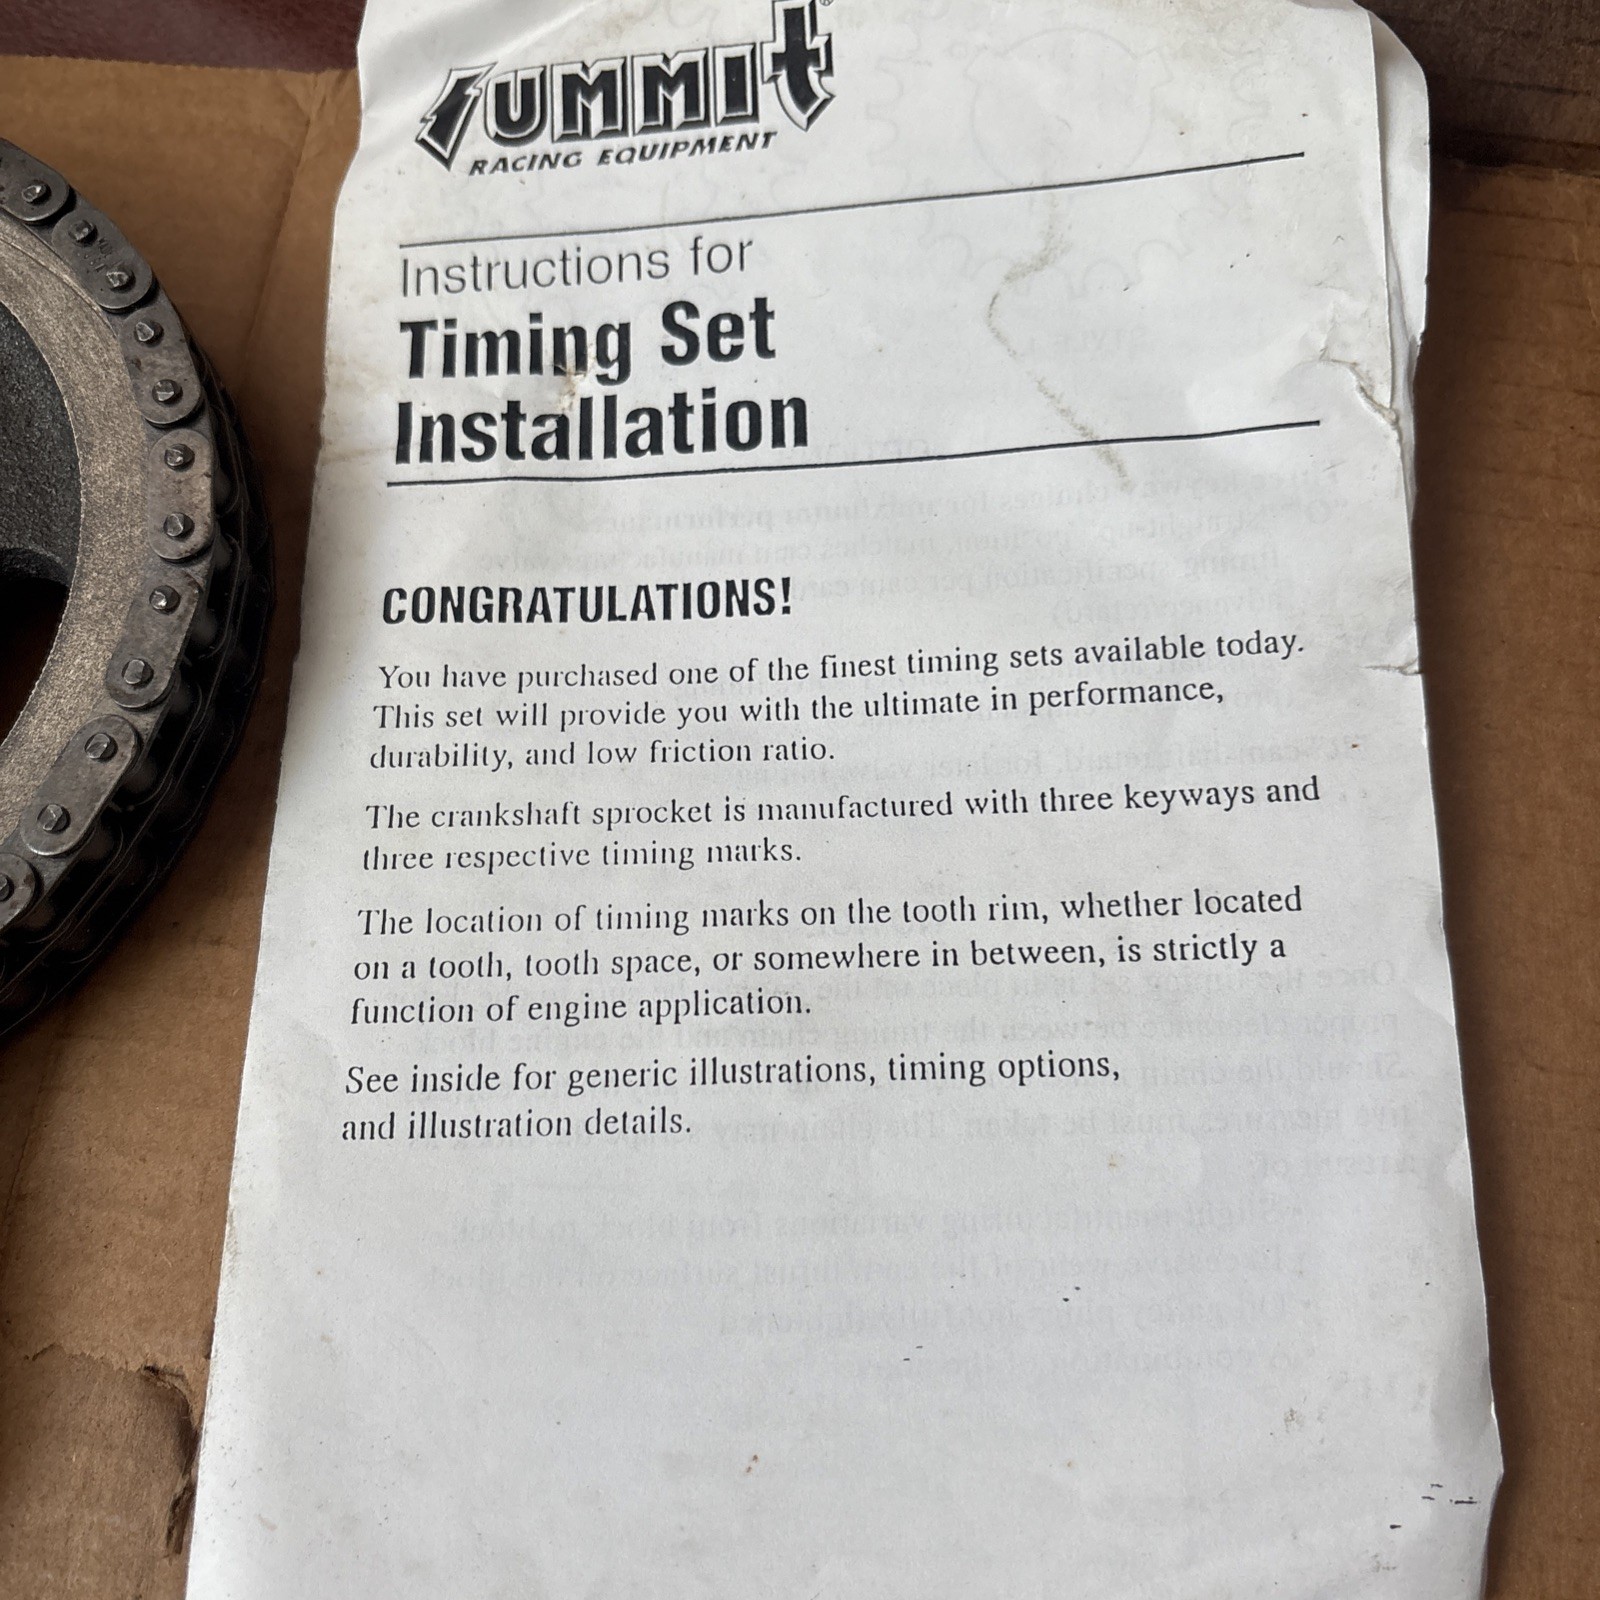 SUMMIT®
RACING EQUIPMENT
Instructions for
Timing Set
Installation
CONGRATULATIONS!
You have purchased one of the finest timing sets available today.
This set will provide you with the ultimate in performance,
durability, and low friction ratio.
The crankshaft sprocket is manufactured with three keyways and
three respective timing marks.
The location of timing marks on the tooth rim, whether located
on a tooth, tooth space, or somewhere in between, is strictly a
function of engine application.
See inside for generic illustrations, timing options,
and illustration details.